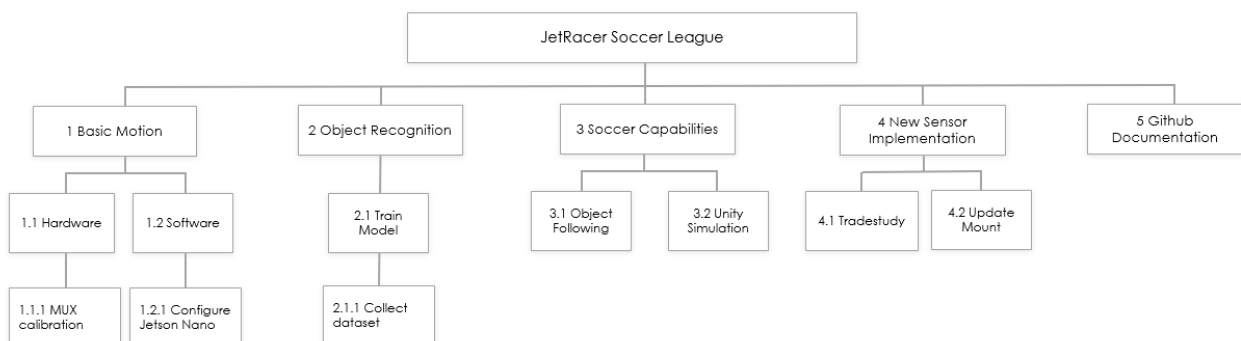 JetRacer Soccer League
1 Basic Motion
2 Object Recognition
3 Soccer Capabilities
4 New Sensor
Implementation
5 Github
Documentation
1.1 Hardware
1.2 Software
2.1 Train
Model
3.1 Object
Following
3.2 Unity
Simulation
4.1 Tradestudy
4.2 Update
Mount
1.1.1 MUX
calibration
1.2.1 Configure
Jetson Nano
2.1.1 Collect
dataset